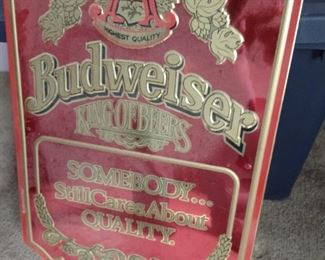 HIGHEST QUALITY
Budweiser
KING OF BEERS
SOMEBODY...
Still Cares About
QUALITY.